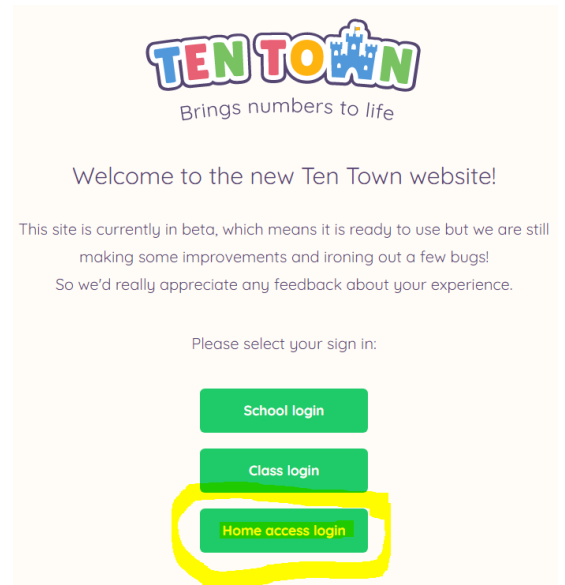 TEN TOWN
Brings numbers to life
Welcome to the new Ten Town website!
This site is currently in beta, which means it is ready to use but we are still
making some improvements and ironing out a few bugs!
So we'd really appreciate any feedback about your experience.
Please select your sign in:
School login
Class login
Home access login